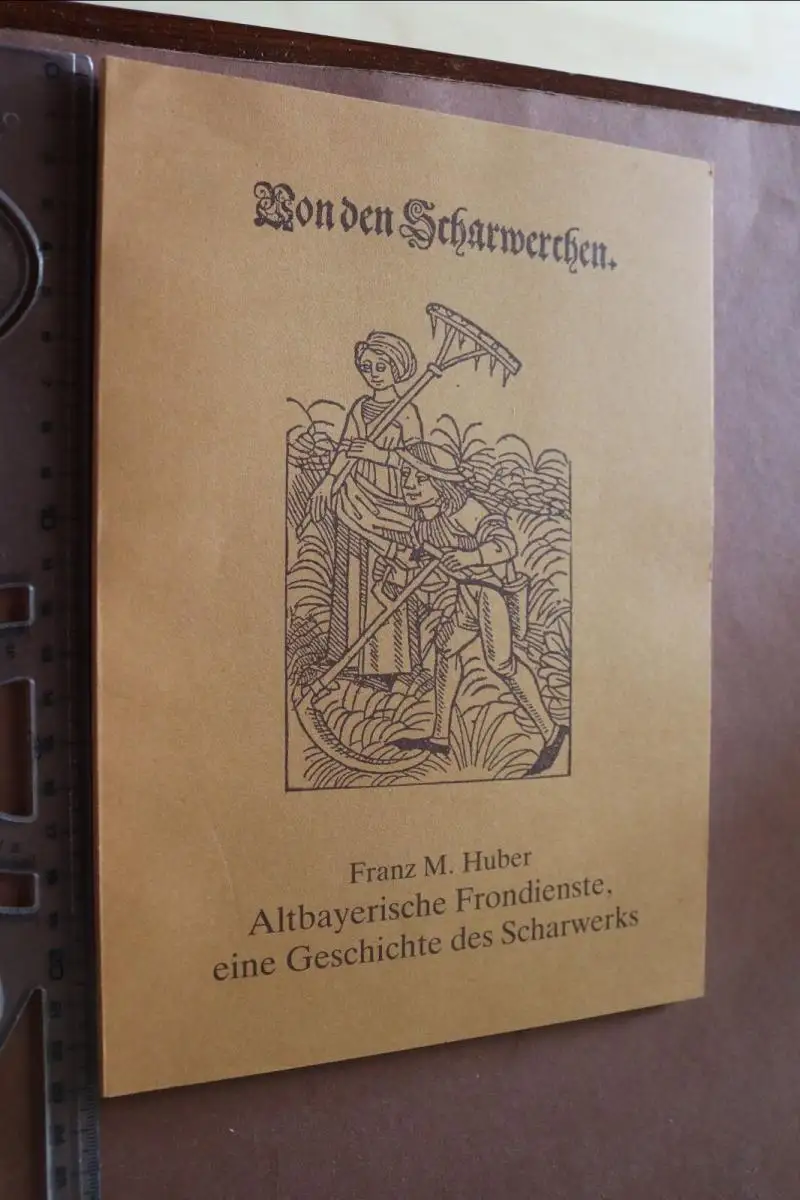 Von den Scharwerchen.
Franz M. Huber
Altbayerische Frondienste,
eine Geschichte des Scharwerks